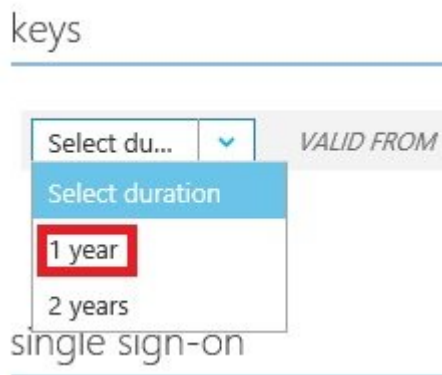 keys
Select du... VALID FROM
Select duration
1 year
2 years
single sign-on